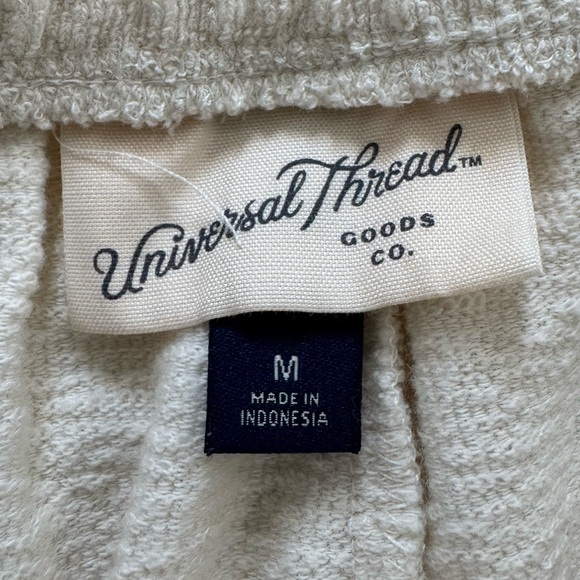 Universal Thread™
GOODS
CO.
M
MADE IN
INDONESIA